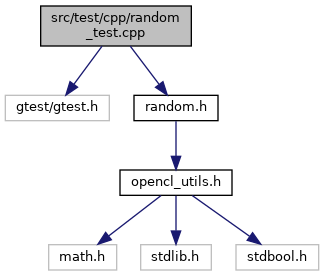 src/test/cpp/random
_test.cpp
gtest/gtest.h
random.h
opencl_utils.h
math.h
stdlib.h
stdbool.h